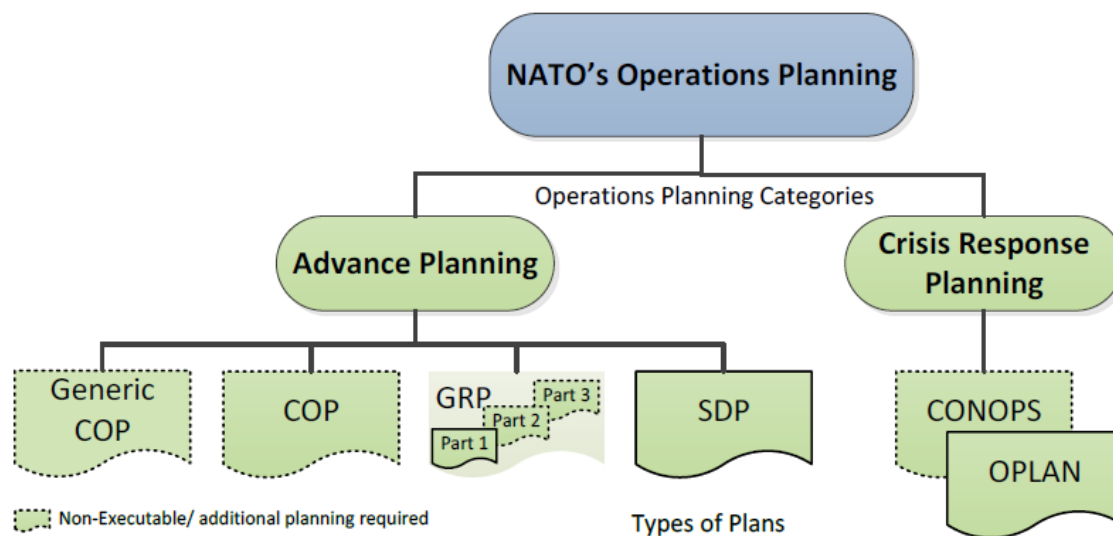 NATO's Operations Planning
Operations Planning Categories
Advance Planning
Crisis Response
Planning
Generic
COP
COP
GRP
Part 1
Part 2
Part 3
SDP
CONOPS
OPLAN
Non-Executable/ additional planning required
Types of Plans